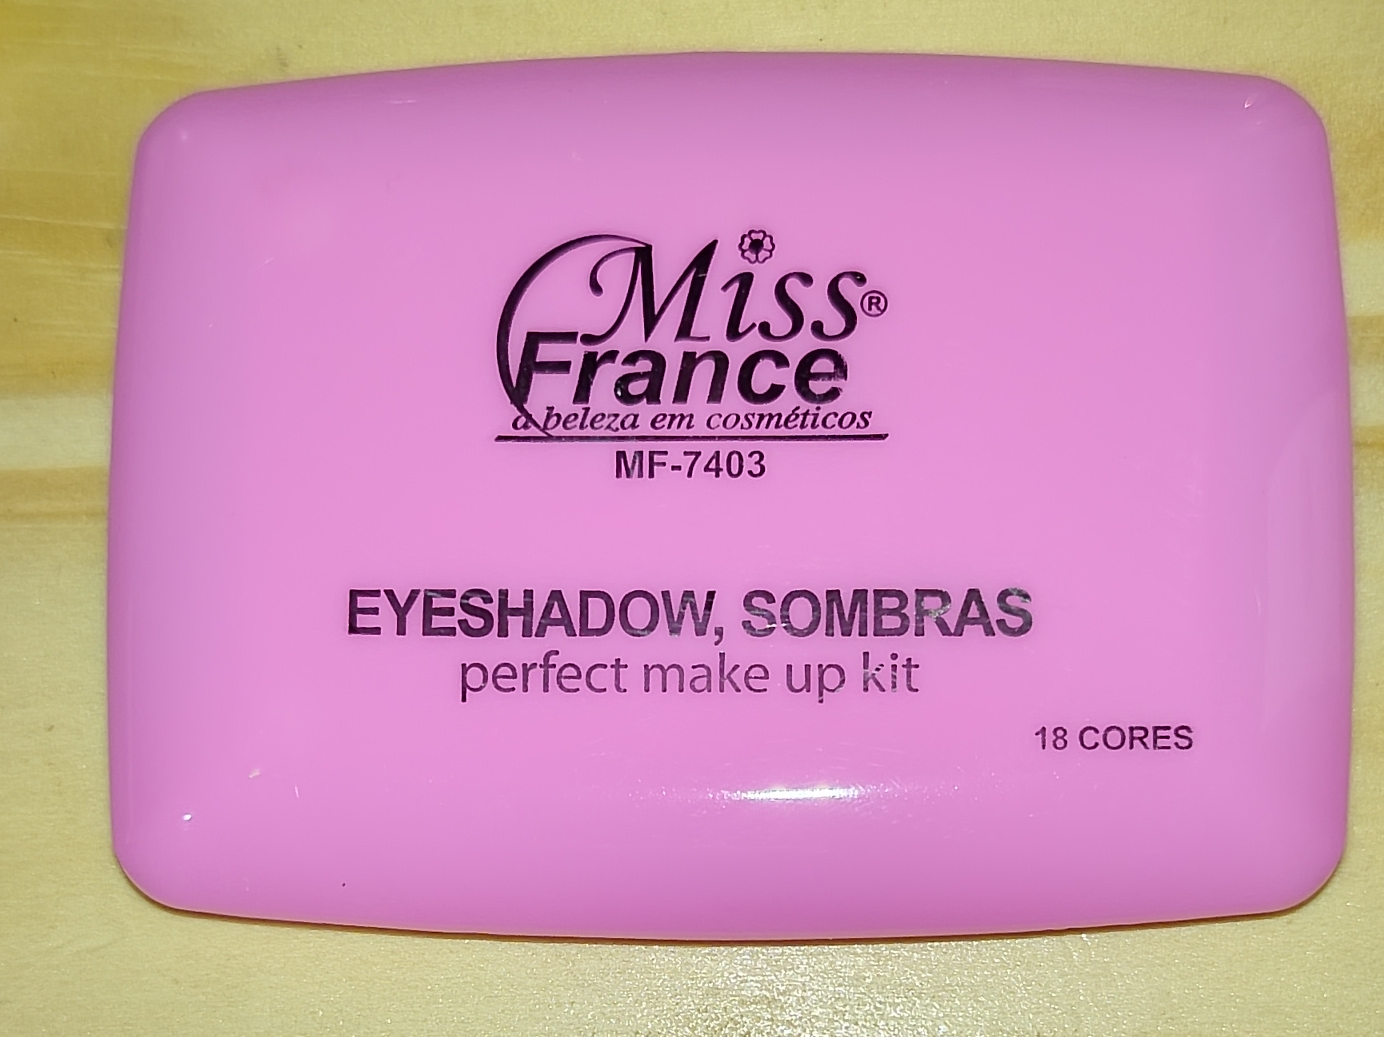 Miss®
France
a beleza em cosméticos
MF-7403
EYESHADOW, SOMBRAS
perfect make up kit
18 CORES